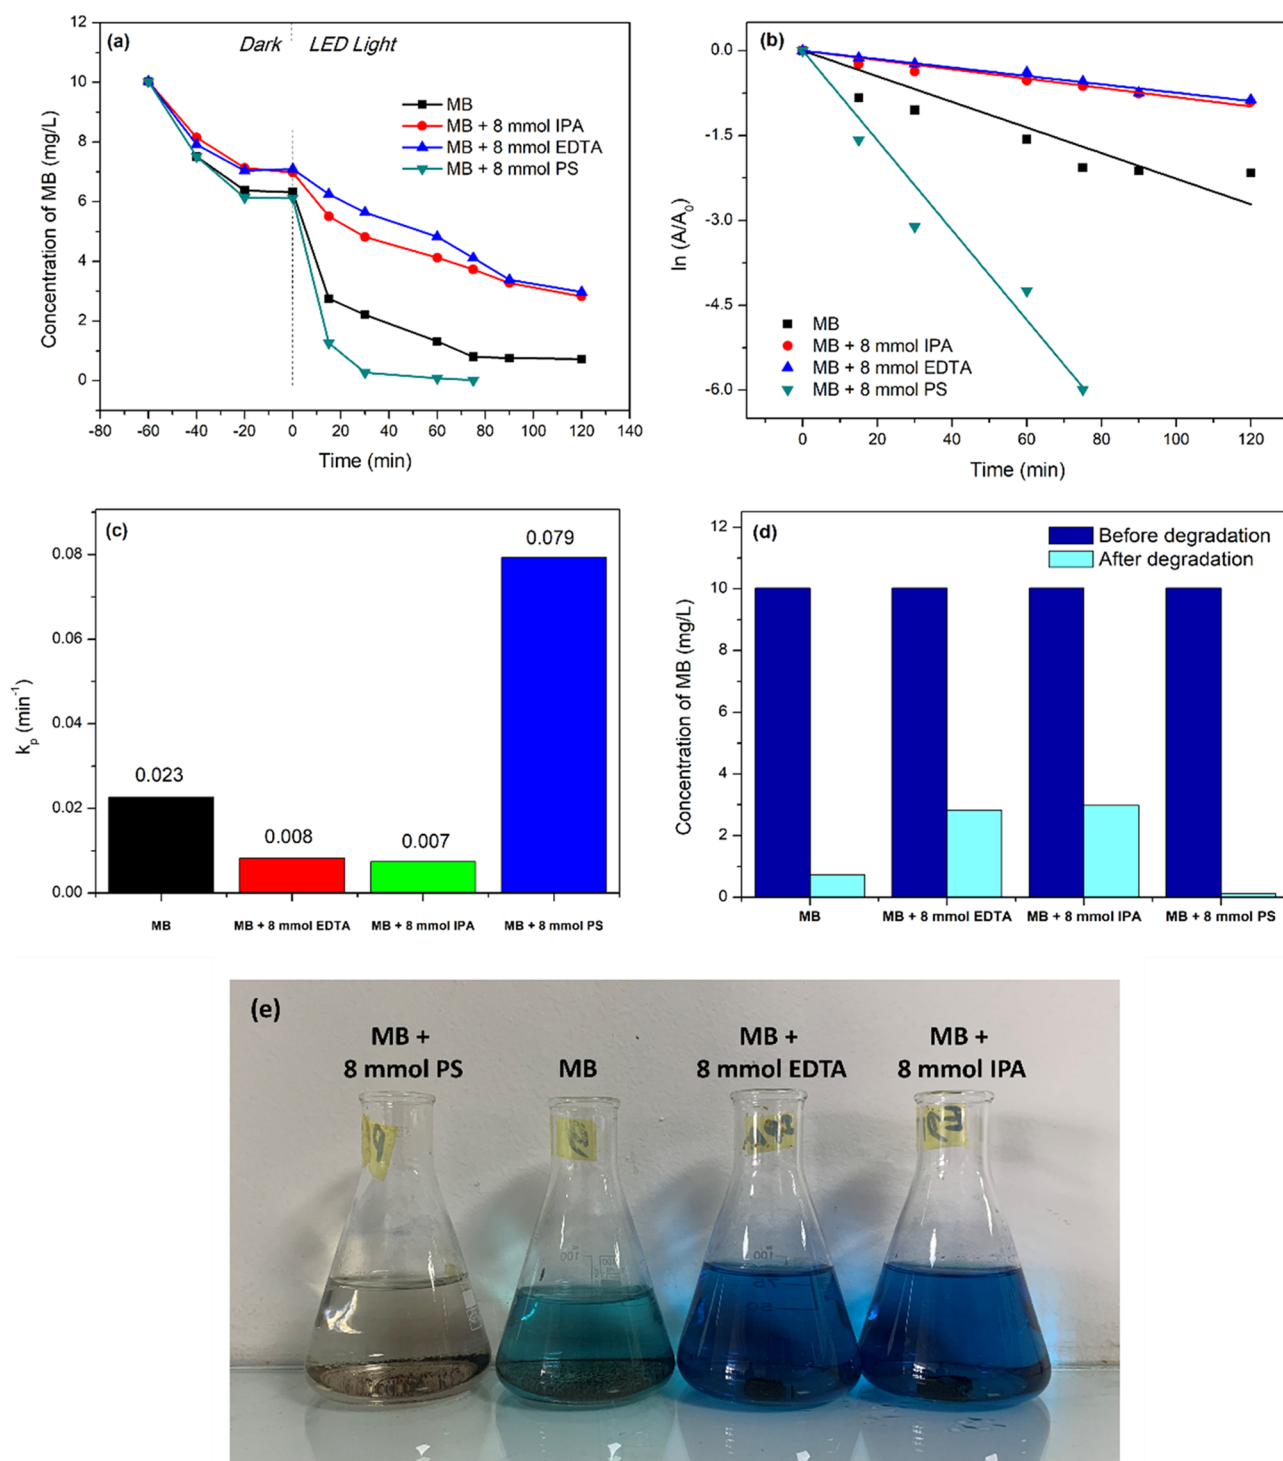 (a)
Dark
LED Light
MB
MB + 8 mmol IPA
MB + 8 mmol EDTA
MB + 8 mmol PS
Concentration of MB (mg/L)
12
10
8
6
4
2
0
-80 -60 -40 -20 0 20 40 60 80 100 120 140
Time (min)
(b)
ln (A/A0)
0.0
-1.5
-3.0
-4.5
-6.0
MB
MB + 8 mmol IPA
MB + 8 mmol EDTA
MB + 8 mmol PS
0 20 40 60 80 100 120
Time (min)
(c)
kp (min-1)
0.08
0.06
0.04
0.02
0.00
0.023
0.008
0.007
0.079
MB
MB + 8 mmol EDTA
MB + 8 mmol IPA
MB + 8 mmol PS
(d)
Before degradation
After degradation
Concentration of MB (mg/L)
12
10
8
6
4
2
0
MB
MB + 8 mmol EDTA
MB + 8 mmol IPA
MB + 8 mmol PS
(e)
MB +
8 mmol PS
MB
MB +
8 mmol EDTA
MB +
8 mmol IPA
P
100
100
75
50
100